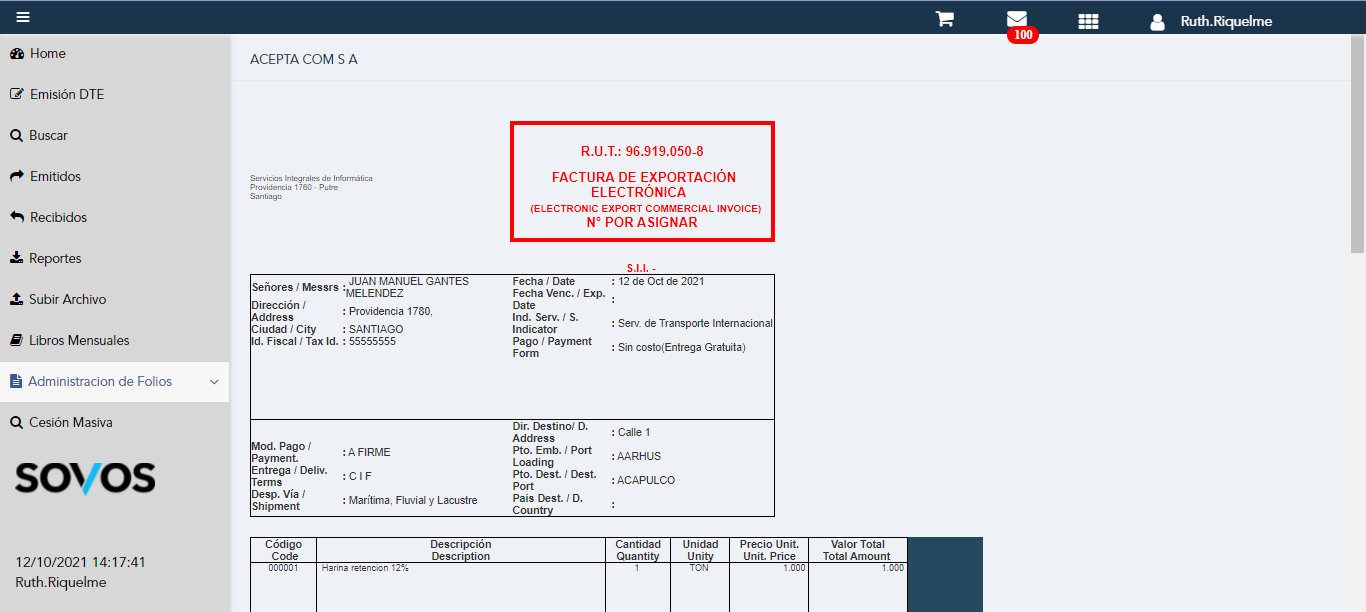 Ruth.Riquelme
100
Home
Emisión DTE
Buscar
Emitidos
Recibidos
Reportes
Subir Archivo
Libros Mensuales
Administracion de Folios
Cesión Masiva
SOVOS
12/10/2021 14:17:41
Ruth.Riquelme
ACEPTA COM S A
Servicios Integrales de Informática
Providencia 1760 - Putre
Santiago
R.U.T.: 96.919.050-8
FACTURA DE EXPORTACIÓN
ELECTRÓNICA
(ELECTRONIC EXPORT COMMERCIAL INVOICE)
N° POR ASIGNAR
S.I.I. -
Señores / Messrs : JUAN MANUEL GANTES
MELENDEZ
Dirección /
Address : Providencia 1780,
Ciudad / City : SANTIAGO
Id. Fiscal / Tax Id. : 55555555
Fecha / Date : 12 de Oct de 2021
Fecha Venc. / Exp.
Date :
Ind. Serv. / S.
Indicator : Serv. de Transporte Internacional
Pago / Payment
Form : Sin costo(Entrega Gratuita)
Mod. Pago /
Payment. : A FIRME
Entrega / Deliv.
Terms : C I F
Desp. Vía /
Shipment : Marítima, Fluvial y Lacustre
Dir. Destino/ D.
Address : Calle 1
Pto. Emb. / Port
Loading : AARHUS
Pto. Dest. / Dest.
Port : ACAPULCO
Pais Dest. / D.
Country :
Código Descripción Cantidad Unidad Precio Unit. Valor Total
Code Description Quantity Unity Unit. Price Total Amount
000001 Harina retencion 12% 1 TON 1.000 1.000